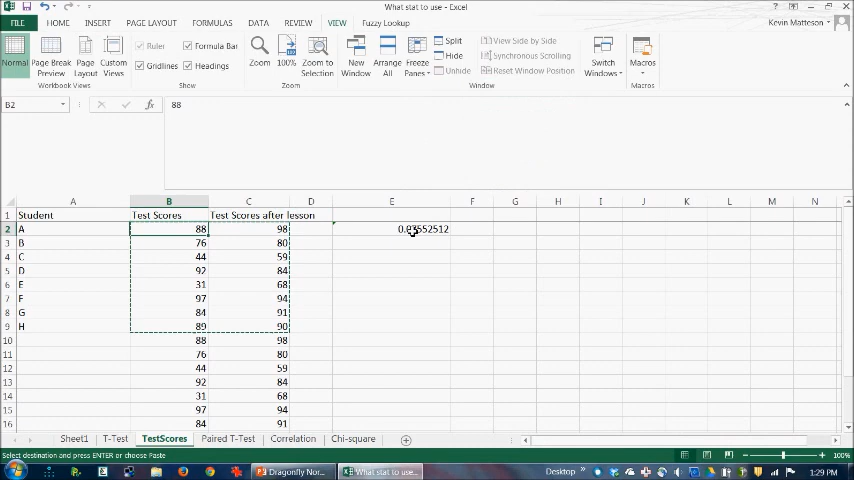 What stat to use - Excel
FILE HOME INSERT PAGE LAYOUT FORMULAS DATA REVIEW VIEW Fuzzy Lookup Kevin Matteson
Normal Page Break Preview Page Layout Custom Views
Workbook Views
Ruler Formula Bar
Gridlines Headings
Show
Zoom 100% Zoom to Selection
Zoom
New Window Arrange All Freeze Panes
Split View Side by Side
Hide Synchronous Scrolling
Unhide Reset Window Position
Switch Windows
Window
Macros
Macros
B2 fx 88
A B C D E F G H I J K L M N
1 Student Test Scores Test Scores after lesson
2 A 88 98
3 B 76 80
4 C 44 59
5 D 92 84
6 E 31 68
7 F 97 94
8 G 84 91
9 H 89 90
10 88 98
11 76 80
12 44 59
13 92 84
14 31 68
15 97 94
16 84 91
Sheet1 T-Test TestScores Paired T-Test Correlation Chi-square
Select destination and press ENTER or choose Paste 100%
Dragonfly Nor... What stat to use... Desktop 1:29 PM